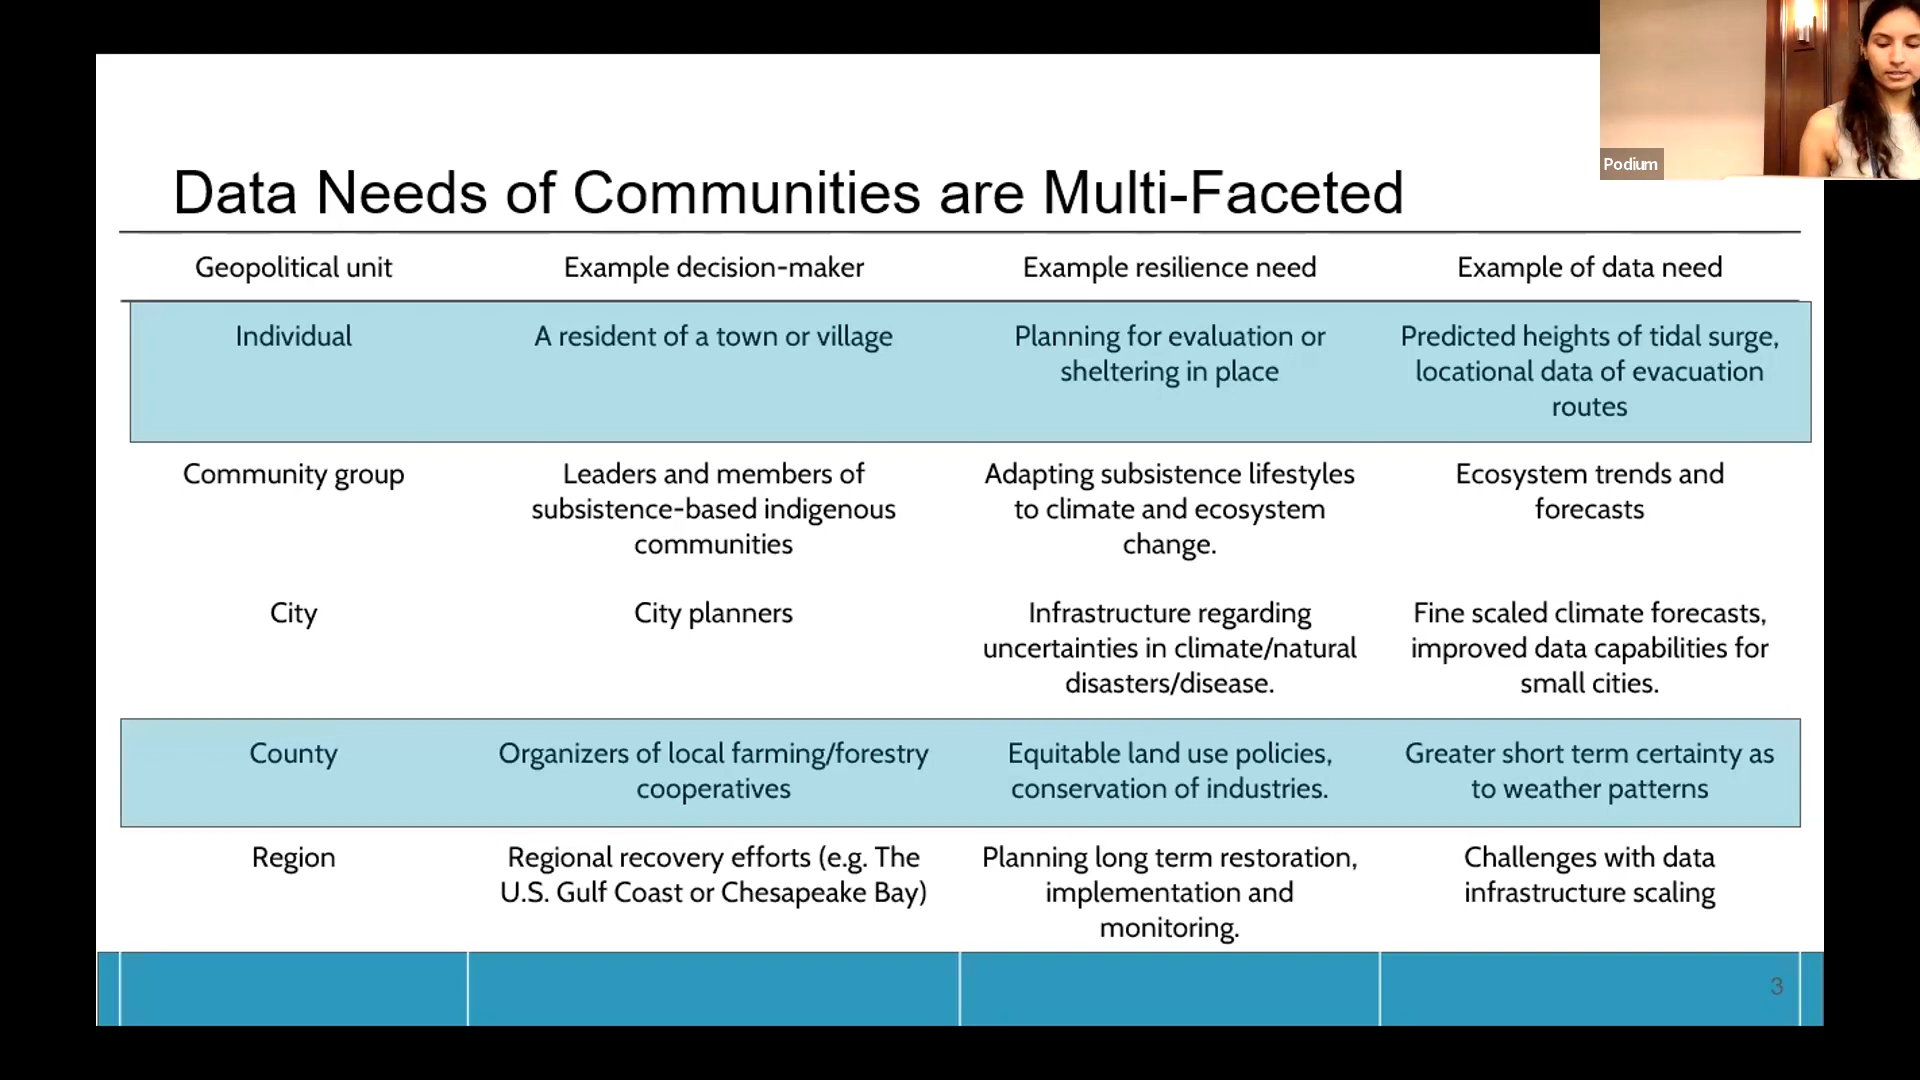 Podium
Data Needs of Communities are Multi-Faceted
Geopolitical unit
Example decision-maker
Example resilience need
Example of data need
Individual
A resident of a town or village
Planning for evaluation or
sheltering in place
Predicted heights of tidal surge,
locational data of evacuation
routes
Community group
Leaders and members of
subsistence-based indigenous
communities
Adapting subsistence lifestyles
to climate and ecosystem
change.
Ecosystem trends and
forecasts
City
City planners
Infrastructure regarding
uncertainties in climate/natural
disasters/disease.
Fine scaled climate forecasts,
improved data capabilities for
small cities.
County
Organizers of local farming/forestry
cooperatives
Equitable land use policies,
conservation of industries.
Greater short term certainty as
to weather patterns
Region
Regional recovery efforts (e.g. The
U.S. Gulf Coast or Chesapeake Bay)
Planning long term restoration,
implementation and
monitoring.
Challenges with data
infrastructure scaling
3